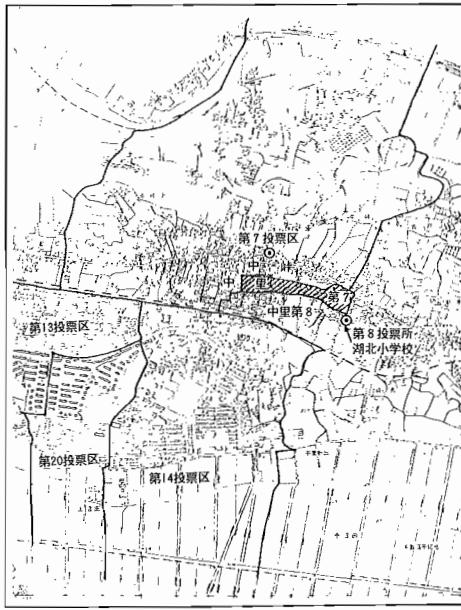 第7投票区
中
中里
第7
中里第8
第8投票所
湖北小学校
第13投票区
第20投票区
第14投票区